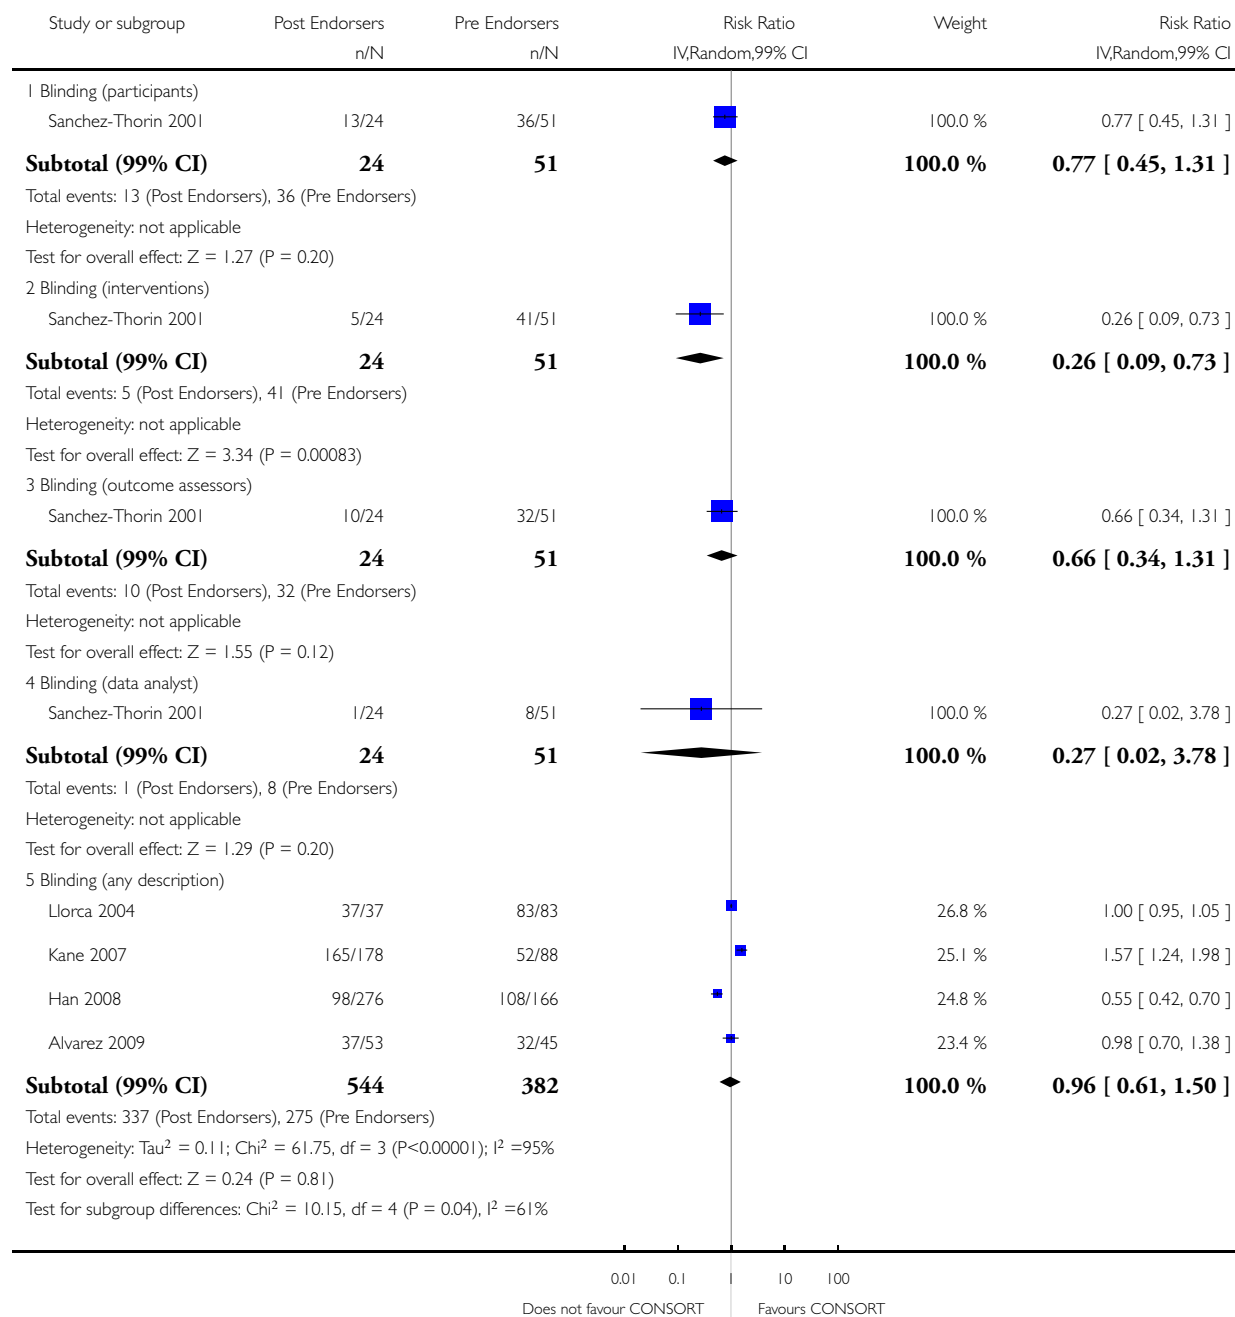 Study or subgroup Post Endorsers Pre Endorsers Risk Ratio Weight Risk Ratio
n/N n/N IV,Random,99% CI IV,Random,99% CI
1 Blinding (participants)
Sanchez-Thorin 2001 13/24 36/51 100.0 % 0.77 [ 0.45, 1.31 ]
Subtotal (99% CI) 24 51 100.0 % 0.77 [ 0.45, 1.31 ]
Total events: 13 (Post Endorsers), 36 (Pre Endorsers)
Heterogeneity: not applicable
Test for overall effect: Z = 1.27 (P = 0.20)
2 Blinding (interventions)
Sanchez-Thorin 2001 5/24 41/51 100.0 % 0.26 [ 0.09, 0.73 ]
Subtotal (99% CI) 24 51 100.0 % 0.26 [ 0.09, 0.73 ]
Total events: 5 (Post Endorsers), 41 (Pre Endorsers)
Heterogeneity: not applicable
Test for overall effect: Z = 3.34 (P = 0.00083)
3 Blinding (outcome assessors)
Sanchez-Thorin 2001 10/24 32/51 100.0 % 0.66 [ 0.34, 1.31 ]
Subtotal (99% CI) 24 51 100.0 % 0.66 [ 0.34, 1.31 ]
Total events: 10 (Post Endorsers), 32 (Pre Endorsers)
Heterogeneity: not applicable
Test for overall effect: Z = 1.55 (P = 0.12)
4 Blinding (data analyst)
Sanchez-Thorin 2001 1/24 8/51 100.0 % 0.27 [ 0.02, 3.78 ]
Subtotal (99% CI) 24 51 100.0 % 0.27 [ 0.02, 3.78 ]
Total events: 1 (Post Endorsers), 8 (Pre Endorsers)
Heterogeneity: not applicable
Test for overall effect: Z = 1.29 (P = 0.20)
5 Blinding (any description)
Llorca 2004 37/37 83/83 26.8 % 1.00 [ 0.95, 1.05 ]
Kane 2007 165/178 52/88 25.1 % 1.57 [ 1.24, 1.98 ]
Han 2008 98/276 108/166 24.8 % 0.55 [ 0.42, 0.70 ]
Alvarez 2009 37/53 32/45 23.4 % 0.98 [ 0.70, 1.38 ]
Subtotal (99% CI) 544 382 100.0 % 0.96 [ 0.61, 1.50 ]
Total events: 337 (Post Endorsers), 275 (Pre Endorsers)
Heterogeneity: Tau² = 0.11; Chi² = 61.75, df = 3 (P<0.00001); I² =95%
Test for overall effect: Z = 0.24 (P = 0.81)
Test for subgroup differences: Chi² = 10.15, df = 4 (P = 0.04), I² =61%
0.01 0.1 1 10 100
Does not favour CONSORT Favours CONSORT